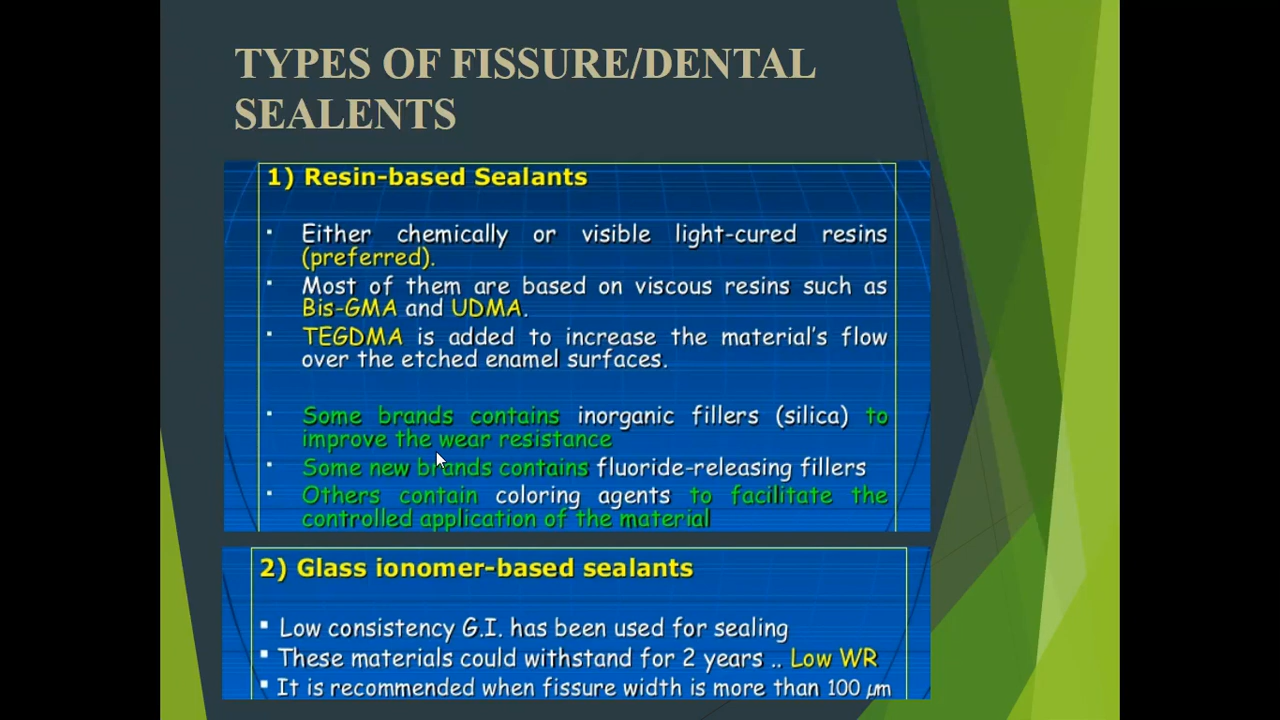 TYPES OF FISSURE/DENTAL
SEALENTS
1) Resin-based Sealants
▪ Either chemically or visible light-cured resins
(preferred).
▪ Most of them are based on viscous resins such as
Bis-GMA and UDMA.
▪ TEGDMA is added to increase the material's flow
over the etched enamel surfaces.
▪ Some brands contains inorganic fillers (silica) to
improve the wear resistance
▪ Some new brands contains fluoride-releasing fillers
▪ Others contain coloring agents to facilitate the
controlled application of the material
2) Glass ionomer-based sealants
▪ Low consistency G.I. has been used for sealing
▪ These materials could withstand for 2 years .. Low WR
▪ It is recommended when fissure width is more than 100 μm